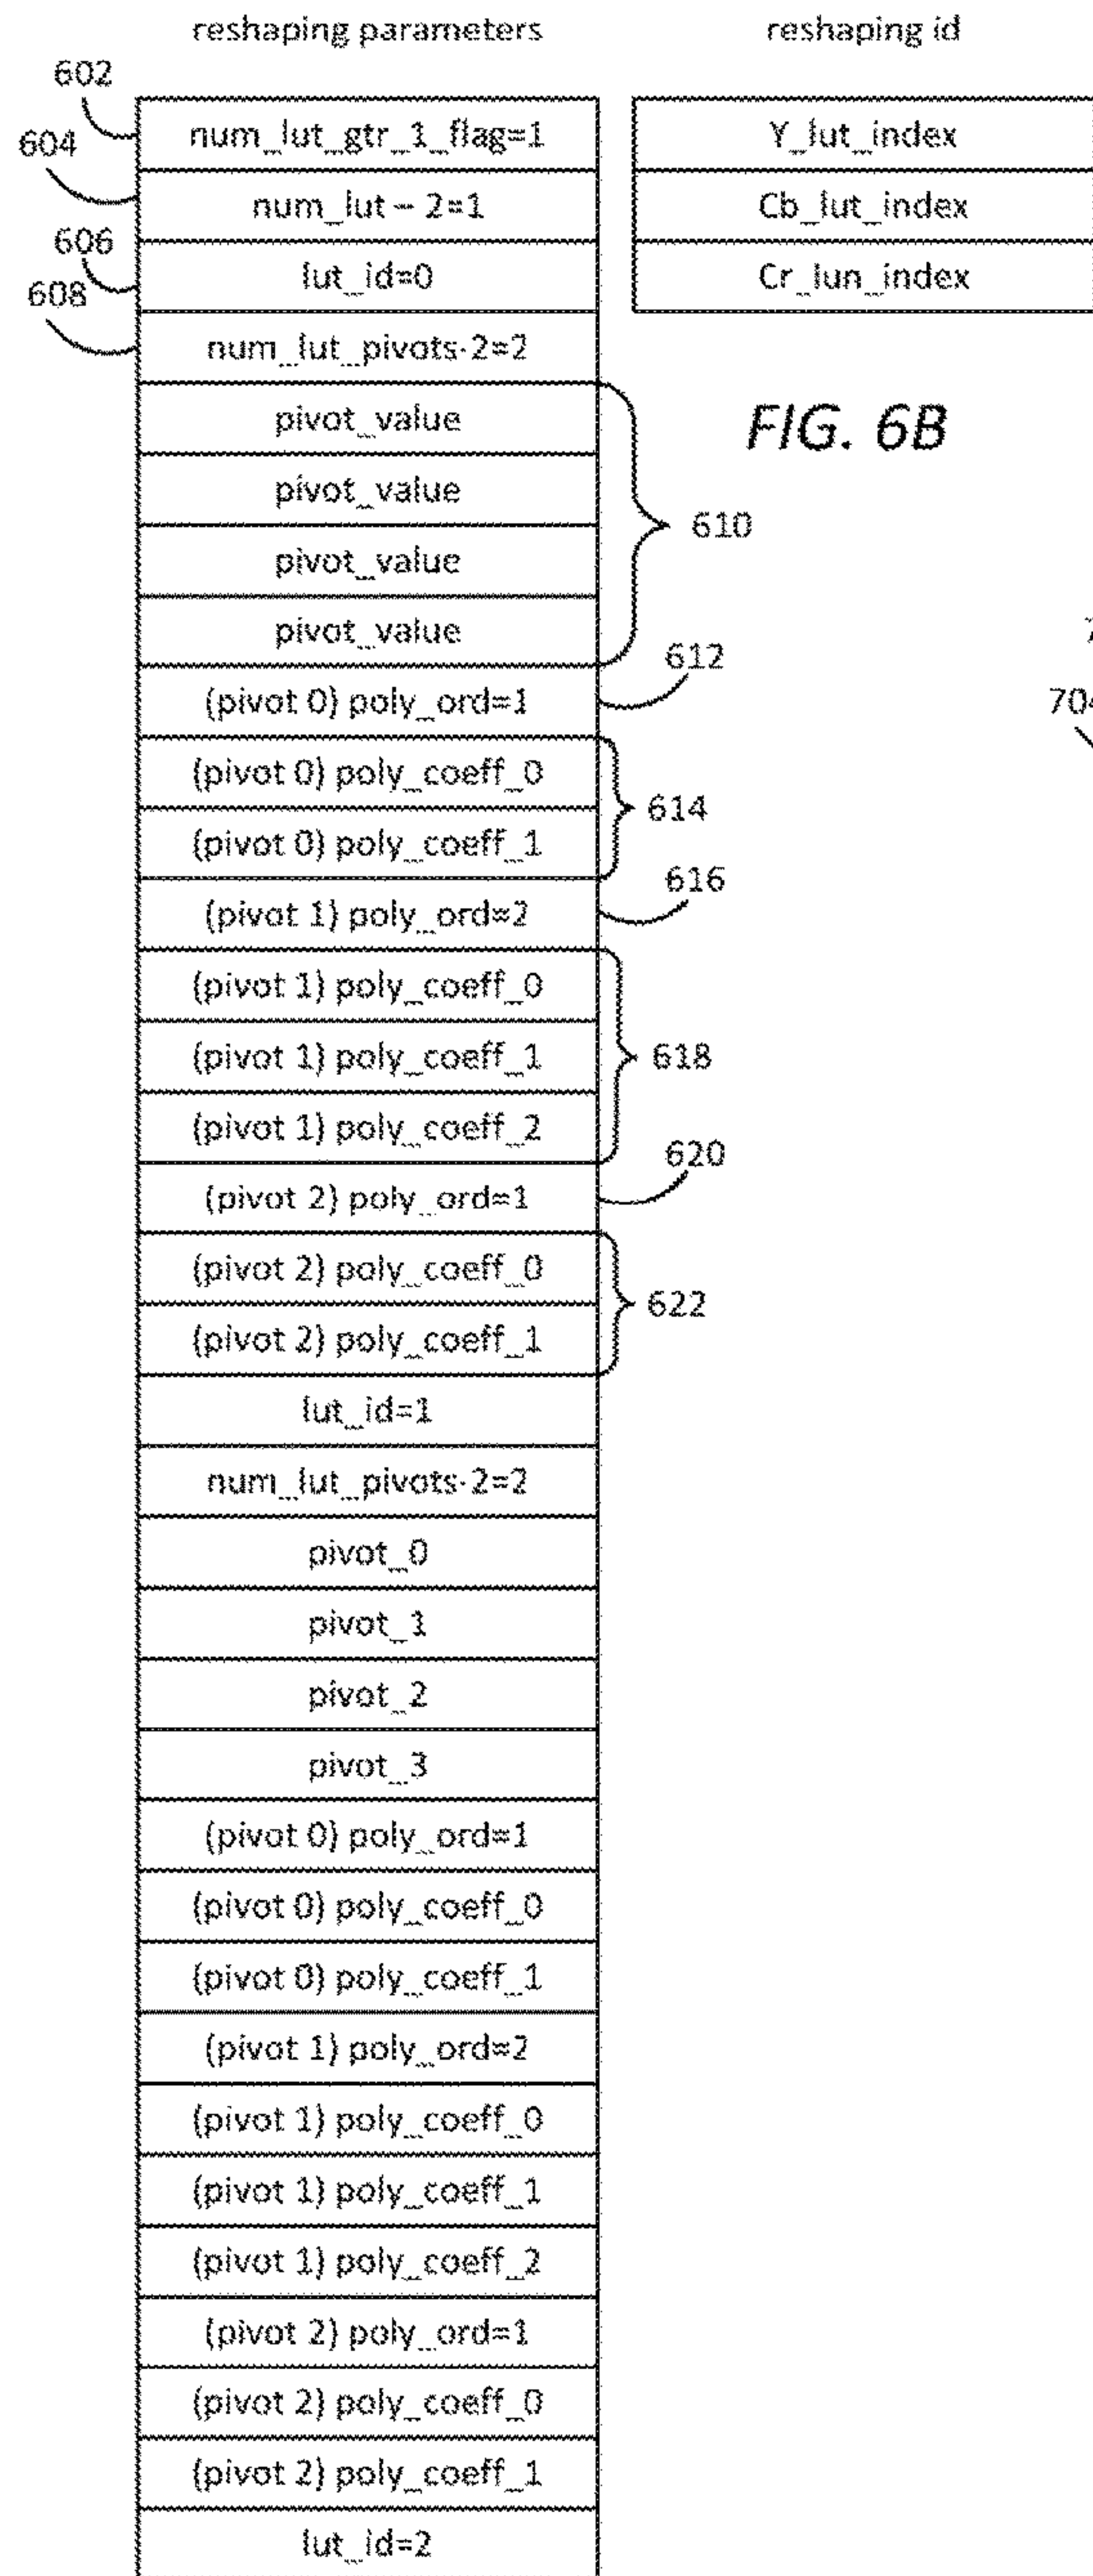 reshaping parameters
reshaping id
602
604
606
608
num_lut_gtr_1_flag=1
num_lut – 2=1
lut_id=0
num_lut_pivots-2=2
pivot_value
pivot_value
pivot_value
pivot_value
610
(pivot 0) poly_ord=1
612
(pivot 0) poly_coeff_0
(pivot 0) poly_coeff_1
614
(pivot 1) poly_ord=2
616
(pivot 1) poly_coeff_0
(pivot 1) poly_coeff_1
(pivot 1) poly_coeff_2
618
(pivot 2) poly_ord=1
620
(pivot 2) poly_coeff_0
(pivot 2) poly_coeff_1
622
lut_id=1
num_lut_pivots-2=2
pivot_0
pivot_1
pivot_2
pivot_3
(pivot 0) poly_ord=1
(pivot 0) poly_coeff_0
(pivot 0) poly_coeff_1
(pivot 1) poly_ord=2
(pivot 1) poly_coeff_0
(pivot 1) poly_coeff_1
(pivot 1) poly_coeff_2
(pivot 2) poly_ord=1
(pivot 2) poly_coeff_0
(pivot 2) poly_coeff_1
lut_id=2
Y_lut_index
Cb_lut_index
Cr_lun_index
FIG. 6B